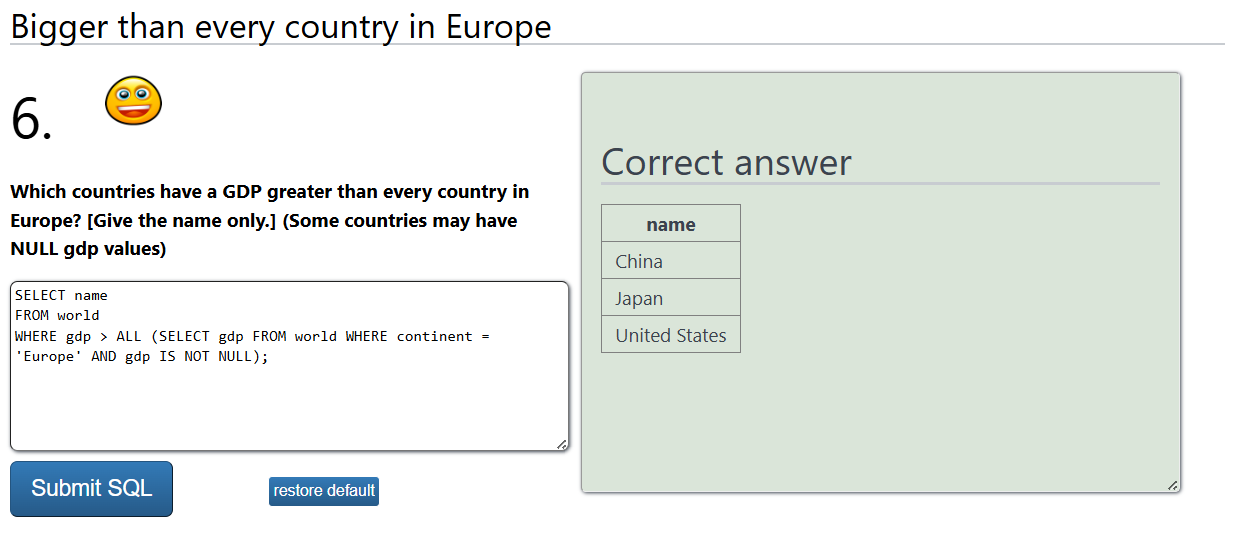 Bigger than every country in Europe
6.
Which countries have a GDP greater than every country in
Europe? [Give the name only.] (Some countries may have
NULL gdp values)
SELECT name
FROM world
WHERE gdp > ALL (SELECT gdp FROM world WHERE continent =
'Europe' AND gdp IS NOT NULL);
Submit SQL
restore default
Correct answer
name
China
Japan
United States